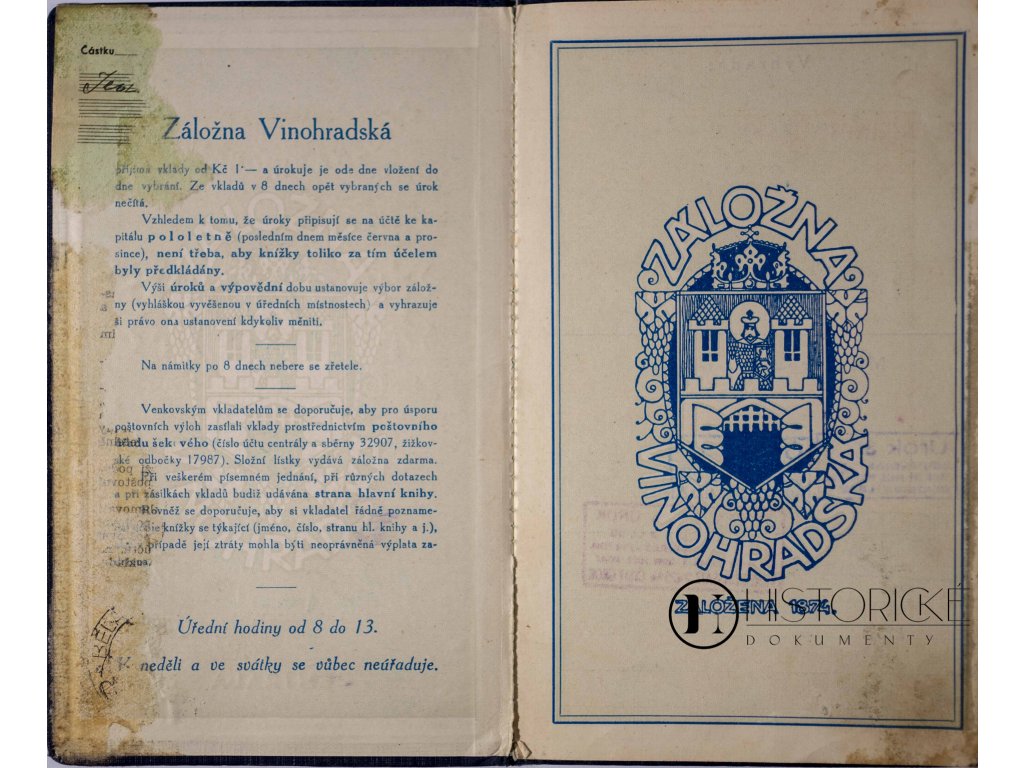 Částku
Záložna Vinohradská
přijímá vklady od Kč 1·— a úrokuje je ode dne vložení do
dne vybrání. Ze vkladů v 8 dnech opět vybraných se úrok
nečítá.
Vzhledem k tomu, že úroky připisují se na účtě ke ka-
pitálu pololetně (posledním dnem měsíce června a pro-
since), není třeba, aby knížky toliko za tím účelem
byly předkládány.
Výši úroků a výpovědní dobu ustanovuje výbor zálož-
ny (vyhláškou vyvěšenou v úředních místnostech) a vyhrazuje
si právo ona ustanovení kdykoliv měniti.
Na námitky po 8 dnech nebere se zřetele.
Venkovským vkladatelům se doporučuje, aby pro úsporu
poštovních výloh zasílali vklady prostřednictvím poštovního
úřadu šek vého (číslo účtu centrály a sběrny 32907, žižkov-
ské odbočky 17987). Složní lístky vydává záložna zdarma.
Při veškerém písemném jednání, při různých dotazech
a při zásilkách vkladů budiž udávána strana hlavní knihy.
Rovněž se doporučuje, aby si vkladatel řádně pozname-
knížky se týkající (jméno, číslo, stranu hl. knihy a j.),
případě její ztráty mohla býti neoprávněná výplata za-
Úřední hodiny od 8 do 13.
neděli a ve svátky se vůbec neúřaduje.
ZÁLOŽNA
VINOHRADSKÁ
ZALOŽENA 1874.
HISTORICKÉ
DOKUMENTY